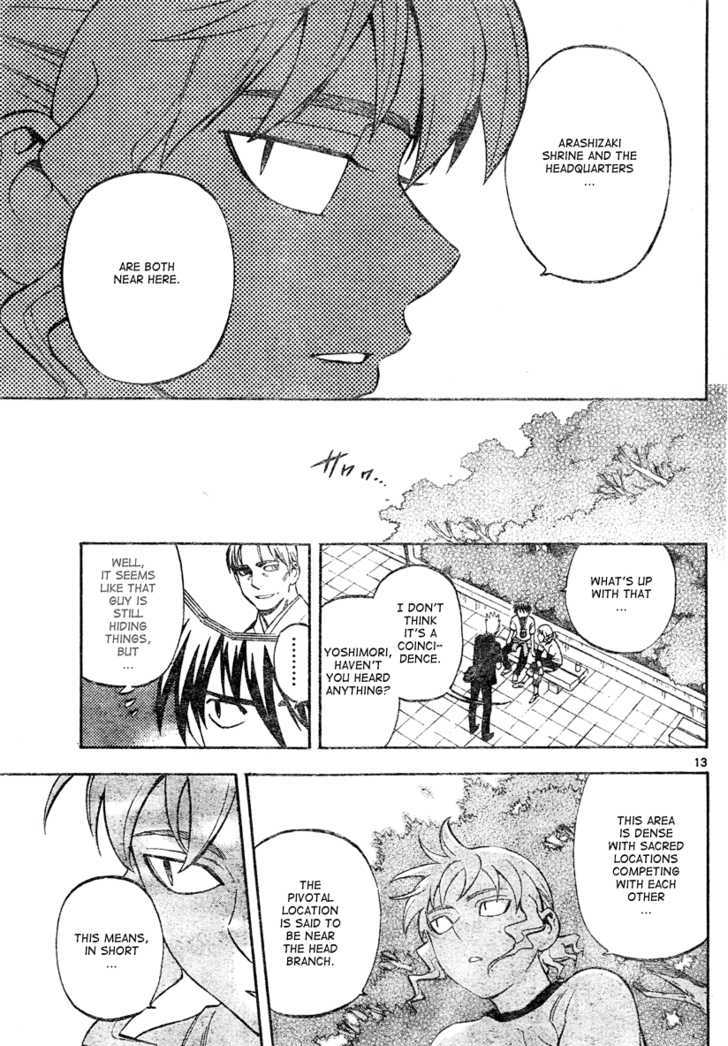 ARASHIZAKI
SHRINE AND THE
HEADQUARTERS
...
ARE BOTH
NEAR HERE.
ザワワ…
WHAT'S UP
WITH THAT
...
I DON'T
THINK
IT'S A
COINCI-
DENCE.
YOSHIMORI,
HAVEN'T
YOU HEARD
ANYTHING?
........
WELL,
IT SEEMS
LIKE THAT
GUY IS
STILL
HIDING
THINGS,
BUT
...
13
THIS AREA
IS DENSE
WITH SACRED
LOCATIONS
COMPETING
WITH EACH
OTHER
...
THE
PIVOTAL
LOCATION
IS SAID TO
BE NEAR
THE HEAD
BRANCH.
THIS MEANS,
IN SHORT
...